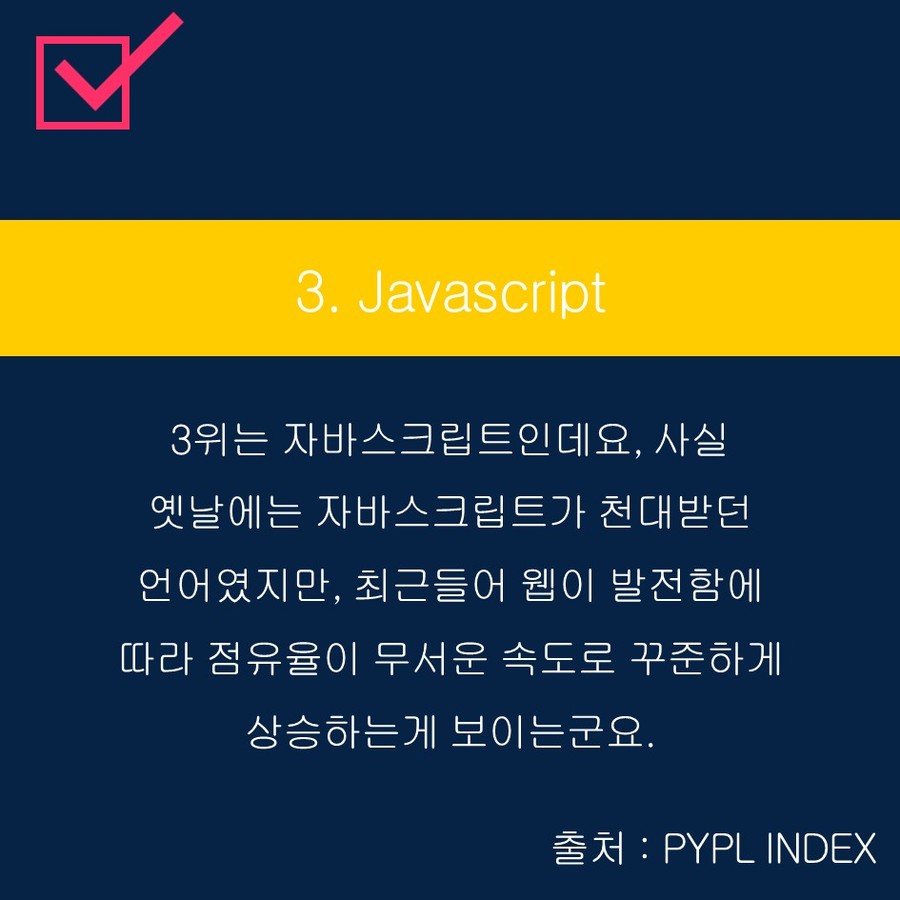 3. Javascript
3위는 자바스크립트인데요, 사실
옛날에는 자바스크립트가 천대받던
언어였지만, 최근들어 웹이 발전함에
따라 점유율이 무서운 속도로 꾸준하게
상승하는게 보이는군요.
출처 : PYPL INDEX